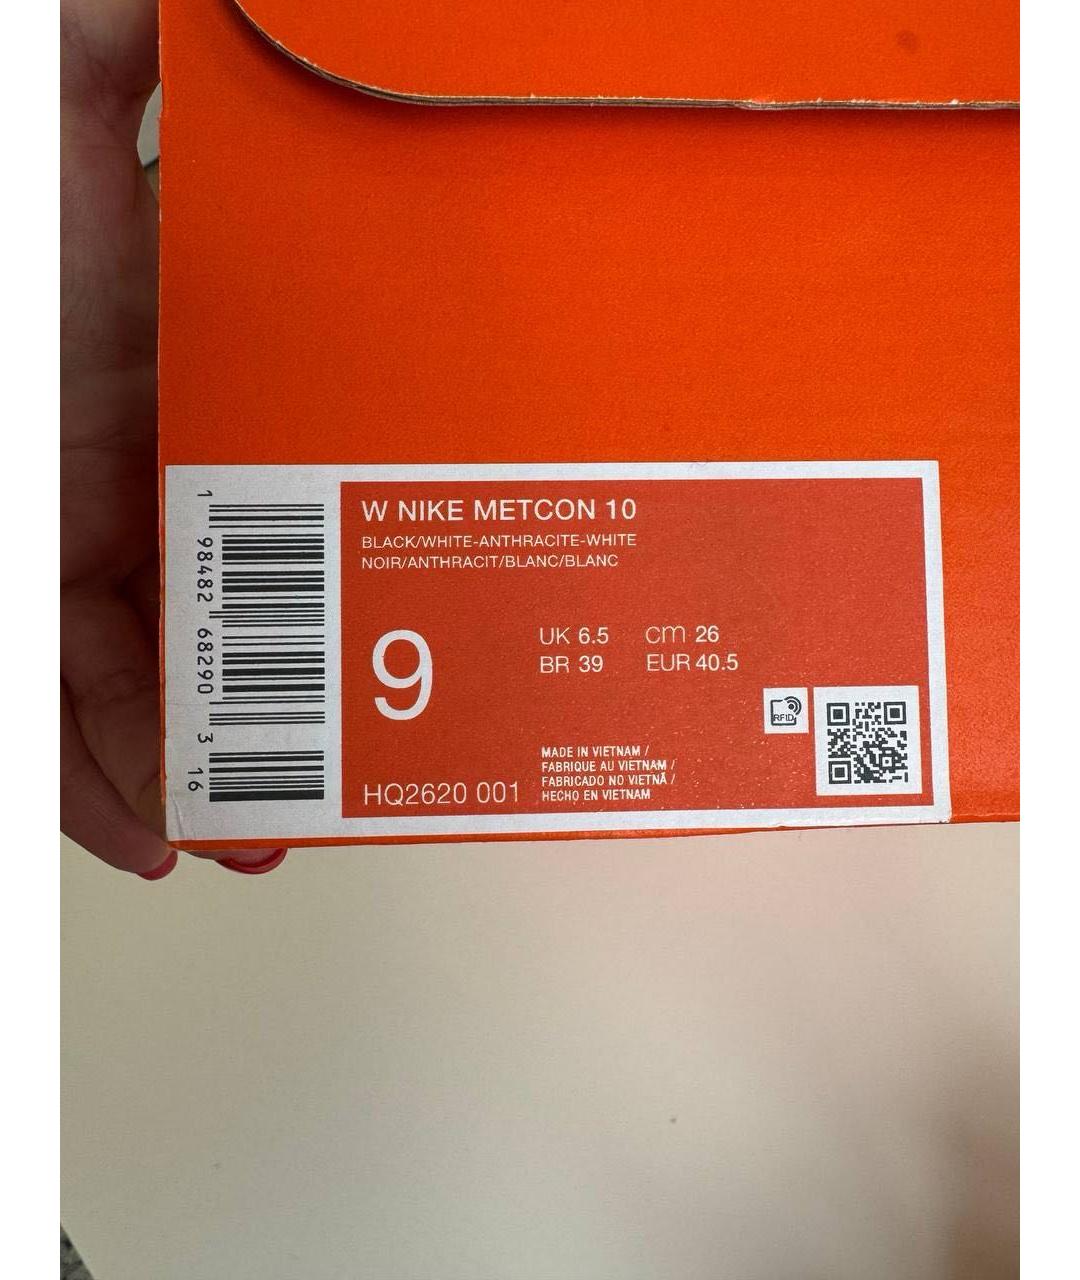 W NIKE METCON 10
BLACK/WHITE-ANTHRACITE-WHITE
NOIR/ANTHRACIT/BLANC/BLANC
9
UK 6.5 cm 26
BR 39 EUR 40.5
RFID
MADE IN VIETNAM /
FABRIQUE AU VIETNAM /
FABRICADO NO VIETNÃ /
HECHO EN VIETNAM
HQ2620 001
1 98482 68290 3 16